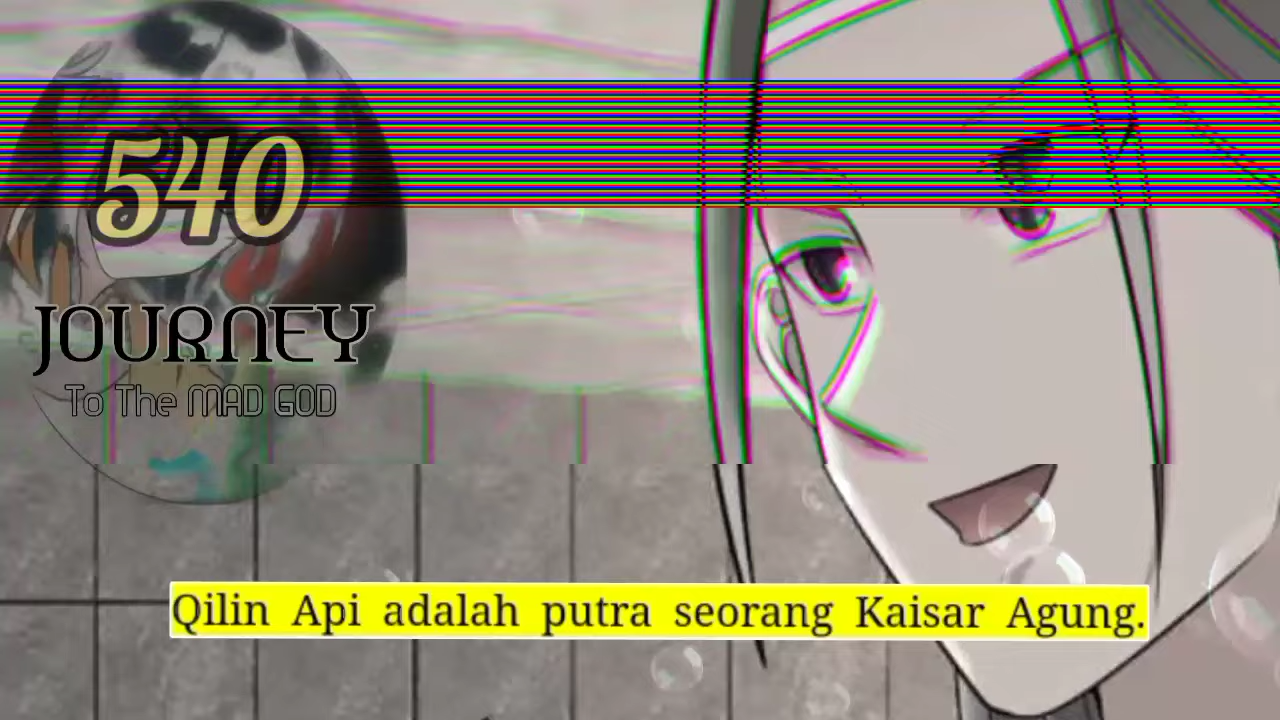 540
JOURNEY
To The MAD GOD
Qilin Api adalah putra seorang Kaisar Agung.